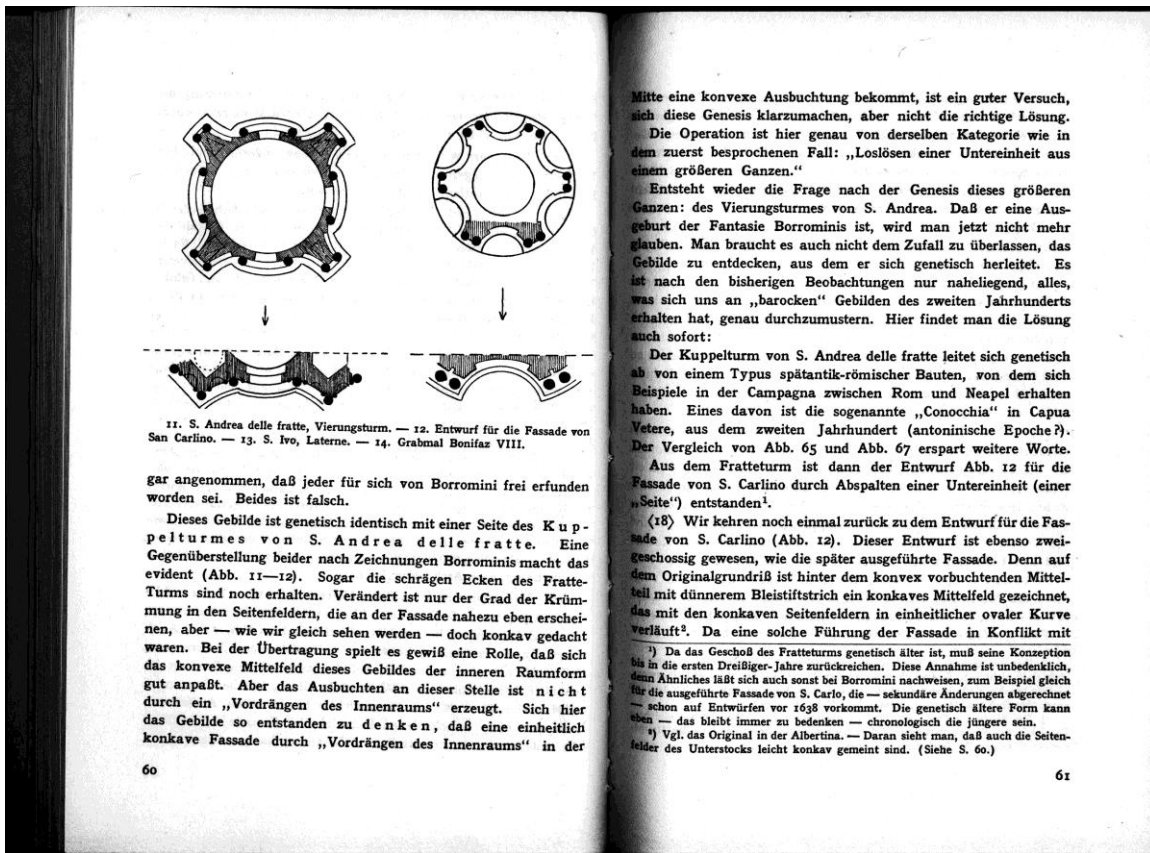 11. S. Andrea delle fratte, Vierungsturm. — 12. Entwurf für die Fassade von
San Carlino. — 13. S. Ivo, Laterne. — 14. Grabmal Bonifaz VIII.
gar angenommen, daß jeder für sich von Borromini frei erfunden
worden sei. Beides ist falsch.
Dieses Gebilde ist genetisch identisch mit einer Seite des Kup-
pelturmes von S. Andrea delle fratte. Eine
Gegenüberstellung beider nach Zeichnungen Borrominis macht das
evident (Abb. 11—12). Sogar die schrägen Ecken des Fratte-
Turms sind noch erhalten. Verändert ist nur der Grad der Krüm-
mung in den Seitenfeldern, die an der Fassade nahezu eben erschei-
nen, aber — wie wir gleich sehen werden — doch konkav gedacht
waren. Bei der Übertragung spielt es gewiß eine Rolle, daß sich
das konvexe Mittelfeld dieses Gebildes der inneren Raumform
gut anpaßt. Aber das Ausbuchten an dieser Stelle ist nicht
durch ein „Vordrängen des Innenraums“ erzeugt. Sich hier
das Gebilde so entstanden zu denken, daß eine einheitlich
konkave Fassade durch „Vordrängen des Innenraums“ in der
60
Mitte eine konvexe Ausbuchtung bekommt, ist ein guter Versuch,
sich diese Genesis klarzumachen, aber nicht die richtige Lösung.
Die Operation ist hier genau von derselben Kategorie wie in
dem zuerst besprochenen Fall: „Loslösen einer Untereinheit aus
einem größeren Ganzen.“
Entsteht wieder die Frage nach der Genesis dieses größeren
Ganzen: des Vierungsturmes von S. Andrea. Daß er eine Aus-
geburt der Fantasie Borrominis ist, wird man jetzt nicht mehr
glauben. Man braucht es auch nicht dem Zufall zu überlassen, das
Gebilde zu entdecken, aus dem er sich genetisch herleitet. Es
ist nach den bisherigen Beobachtungen nur naheliegend, alles,
was sich uns an „barocken“ Gebilden des zweiten Jahrhunderts
erhalten hat, genau durchzumustern. Hier findet man die Lösung
auch sofort:
Der Kuppelturm von S. Andrea delle fratte leitet sich genetisch
ab von einem Typus spätantik-römischer Bauten, von dem sich
Beispiele in der Campagna zwischen Rom und Neapel erhalten
haben. Eines davon ist die sogenannte „Conocchia“ in Capua
Vetere, aus dem zweiten Jahrhundert (antoninische Epoche?).
Der Vergleich von Abb. 65 und Abb. 67 erspart weitere Worte.
Aus dem Fratteturm ist dann der Entwurf Abb. 12 für die
Fassade von S. Carlino durch Abspalten einer Untereinheit (einer
„Seite“) entstanden¹.
⟨18⟩ Wir kehren noch einmal zurück zu dem Entwurf für die Fas-
sade von S. Carlino (Abb. 12). Dieser Entwurf ist ebenso zwei-
geschossig gewesen, wie die später ausgeführte Fassade. Denn auf
dem Originalgrundriß ist hinter dem konvex vorbuchtenden Mittel-
teil mit dünnerem Bleistiftstrich ein konkaves Mittelfeld gezeichnet,
das mit den konkaven Seitenfeldern in einheitlicher ovaler Kurve
verläuft². Da eine solche Führung der Fassade in Konflikt mit
¹) Da das Geschoß des Fratteturms genetisch älter ist, muß seine Konzeption
bis in die ersten Dreißiger-Jahre zurückreichen. Diese Annahme ist unbedenklich,
denn Ähnliches läßt sich auch sonst bei Borromini nachweisen, zum Beispiel gleich
für die ausgeführte Fassade von S. Carlo, die — sekundäre Änderungen abgerechnet
— schon auf Entwürfen vor 1638 vorkommt. Die genetisch ältere Form kann
eben — das bleibt immer zu bedenken — chronologisch die jüngere sein.
²) Vgl. das Original in der Albertina. — Daran sieht man, daß auch die Seiten-
felder des Unterstocks leicht konkav gemeint sind. (Siehe S. 60.)
61